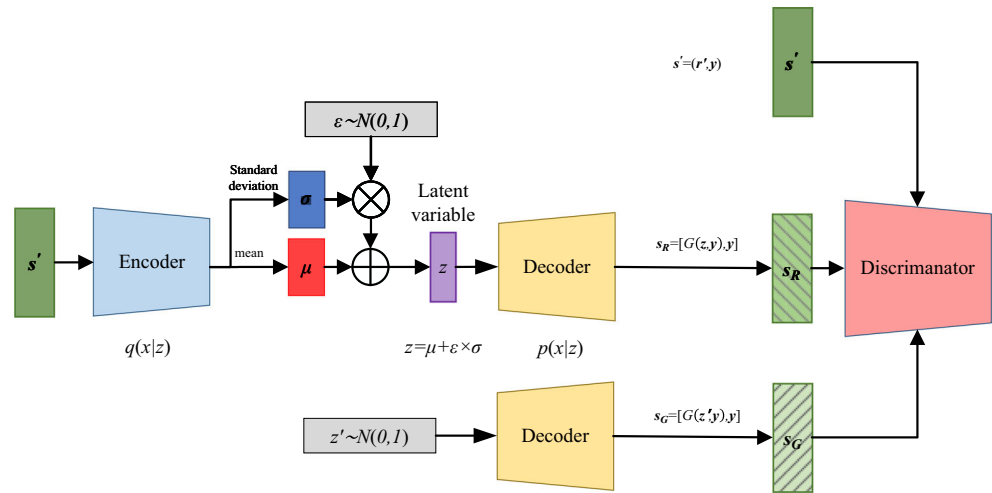 s'=(r',y)
s'
ε~N(0,1)
Standard
deviation
σ
Latent
variable
s'
Encoder
mean
μ
z
Decoder
s_R=[G(z,y),y]
s_R
Discrimanator
q(x|z)
z=μ+ε×σ
p(x|z)
z'~N(0,1)
Decoder
s_G=[G(z',y),y]
s_G